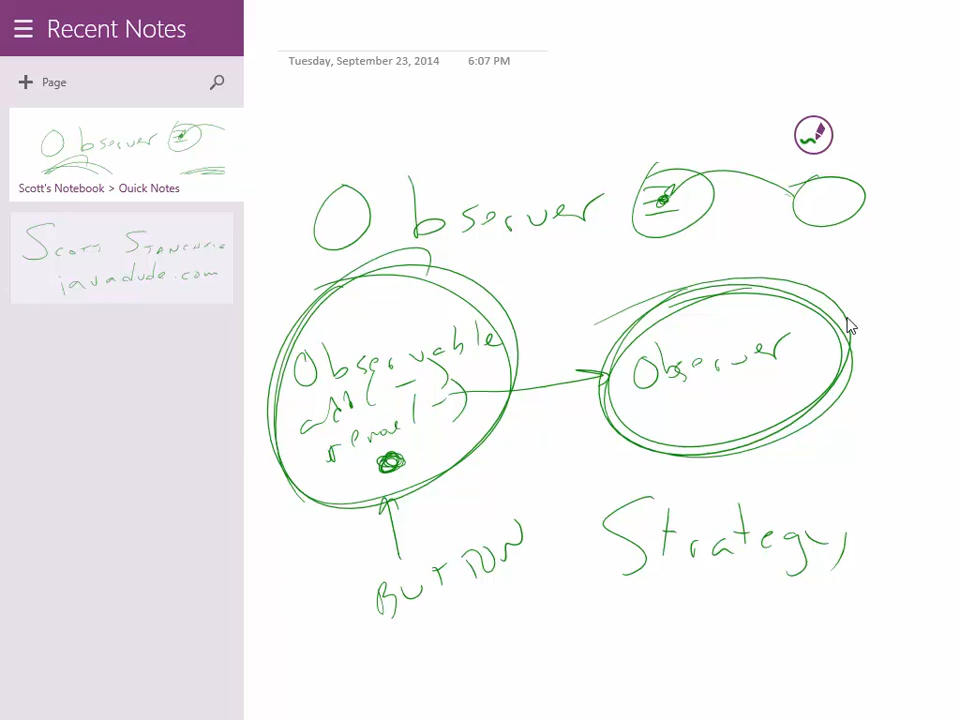 Recent Notes
Page
Observer
Scott's Notebook > Quick Notes
Scott
javadude.com
Tuesday, September 23, 2014 6:07 PM
Observer
Observable
add( - )
remove( - )
Observer
BUTTON
Strategy